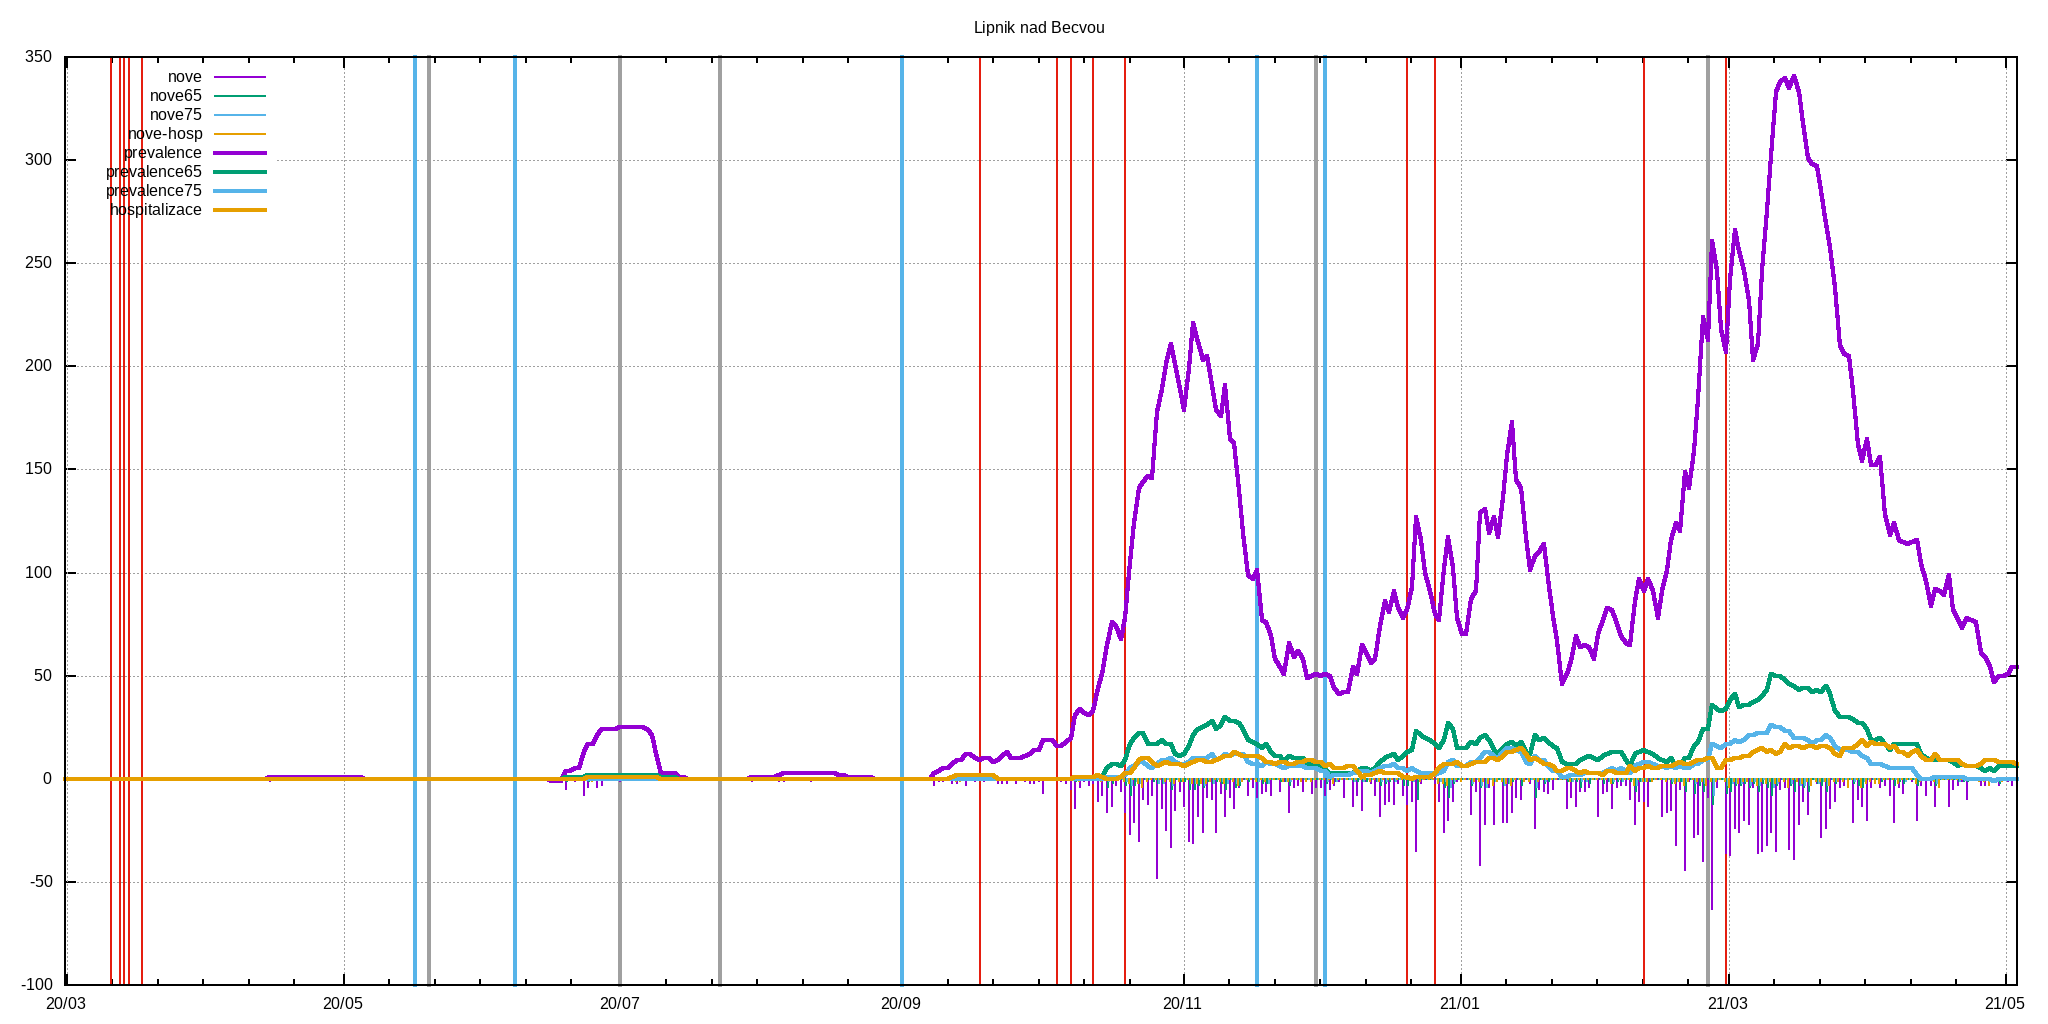 Lipnik nad Becvou
350
300
250
200
150
100
50
0
-50
-100
nove
nove65
nove75
nove-hosp
prevalence
prevalence65
prevalence75
hospitalizace
20/03 20/05 20/07 20/09 20/11 21/01 21/03 21/05